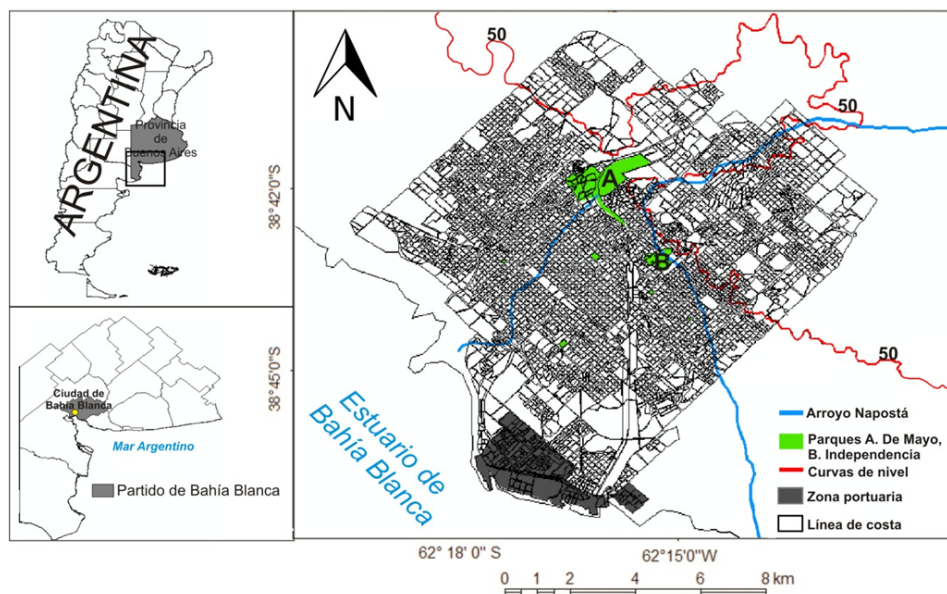 ARGENTINA
Provincia
de
Buenos Aires
Ciudad de
Bahía Blanca
Mar Argentino
Partido de Bahía Blanca
N
50
50
50
A
B
38°42'0"S
38°45'0"S
Estuario de
Bahía Blanca
Arroyo Napostá
Parques A. De Mayo,
B. Independencia
Curvas de nivel
Zona portuaria
Línea de costa
62° 18' 0" S
62°15'0"W
0 1 2 4 6 8 km